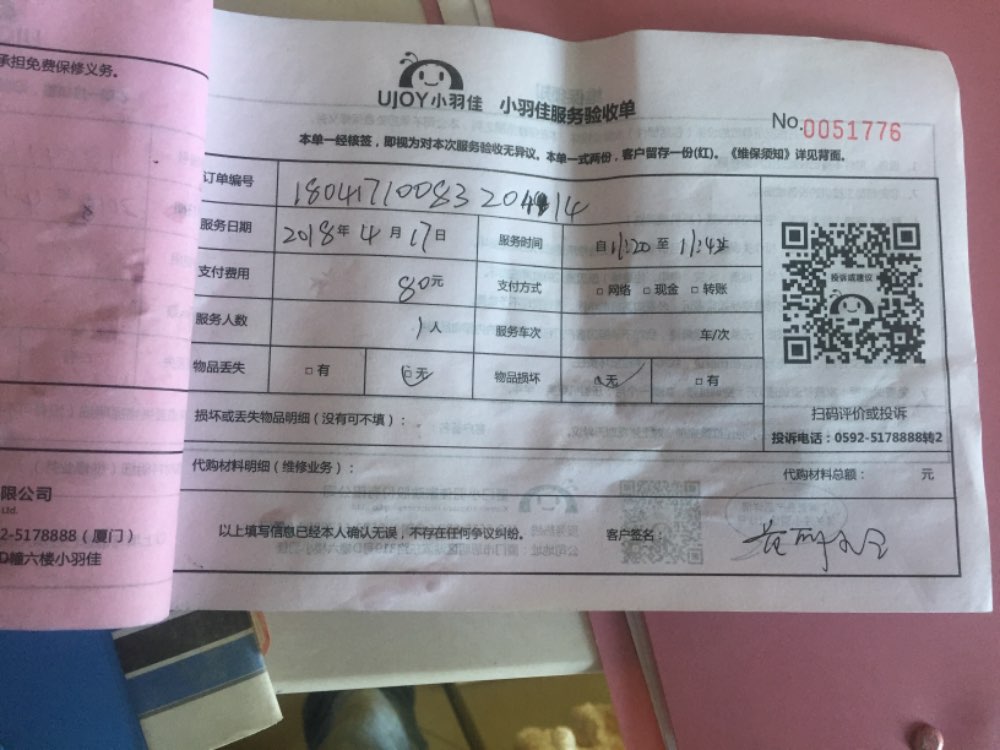 承担免费保修义务。
UJOY小羽佳 小羽佳服务验收单
No.0051776
本单一经核签，即视为对本次服务验收无异议。本单一式两份，客户留存一份(红)。《维保须知》详见背面。
订单编号
服务日期 2018年4月17日 服务时间 自11:20至11:45
投诉或建议
支付费用 80元 支付方式 □网络 □现金 □转账
服务人数 1人 服务车次 车/次
物品丢失 □有 □无 物品损坏 □无 □有
扫码评价或投诉
损坏或丢失物品明细（没有可不填）：
投诉电话：0592-5178888转2
代购材料明细（维修业务）： 代购材料总额： 元
以上填写信息已经本人确认无误，不存在任何争议纠纷。 客户签名：
限公司
Ltd.
2-5178888（厦门）
D幢六楼小羽佳